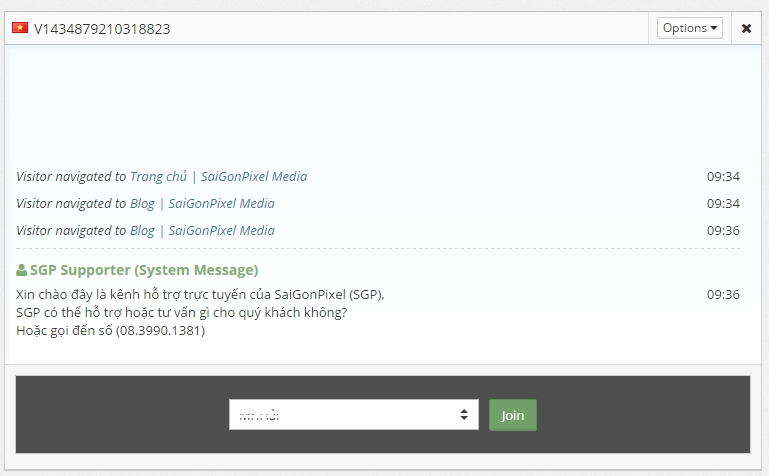 V1434879210318823
Options
Visitor navigated to Trang chủ | SaiGonPixel Media 09:34
Visitor navigated to Blog | SaiGonPixel Media 09:34
Visitor navigated to Blog | SaiGonPixel Media 09:36
SGP Supporter (System Message)
Xin chào đây là kênh hỗ trợ trực tuyến của SaiGonPixel (SGP), 09:36
SGP có thể hỗ trợ hoặc tư vấn gì cho quý khách không?
Hoặc gọi đến số (08.3990.1381)
Join